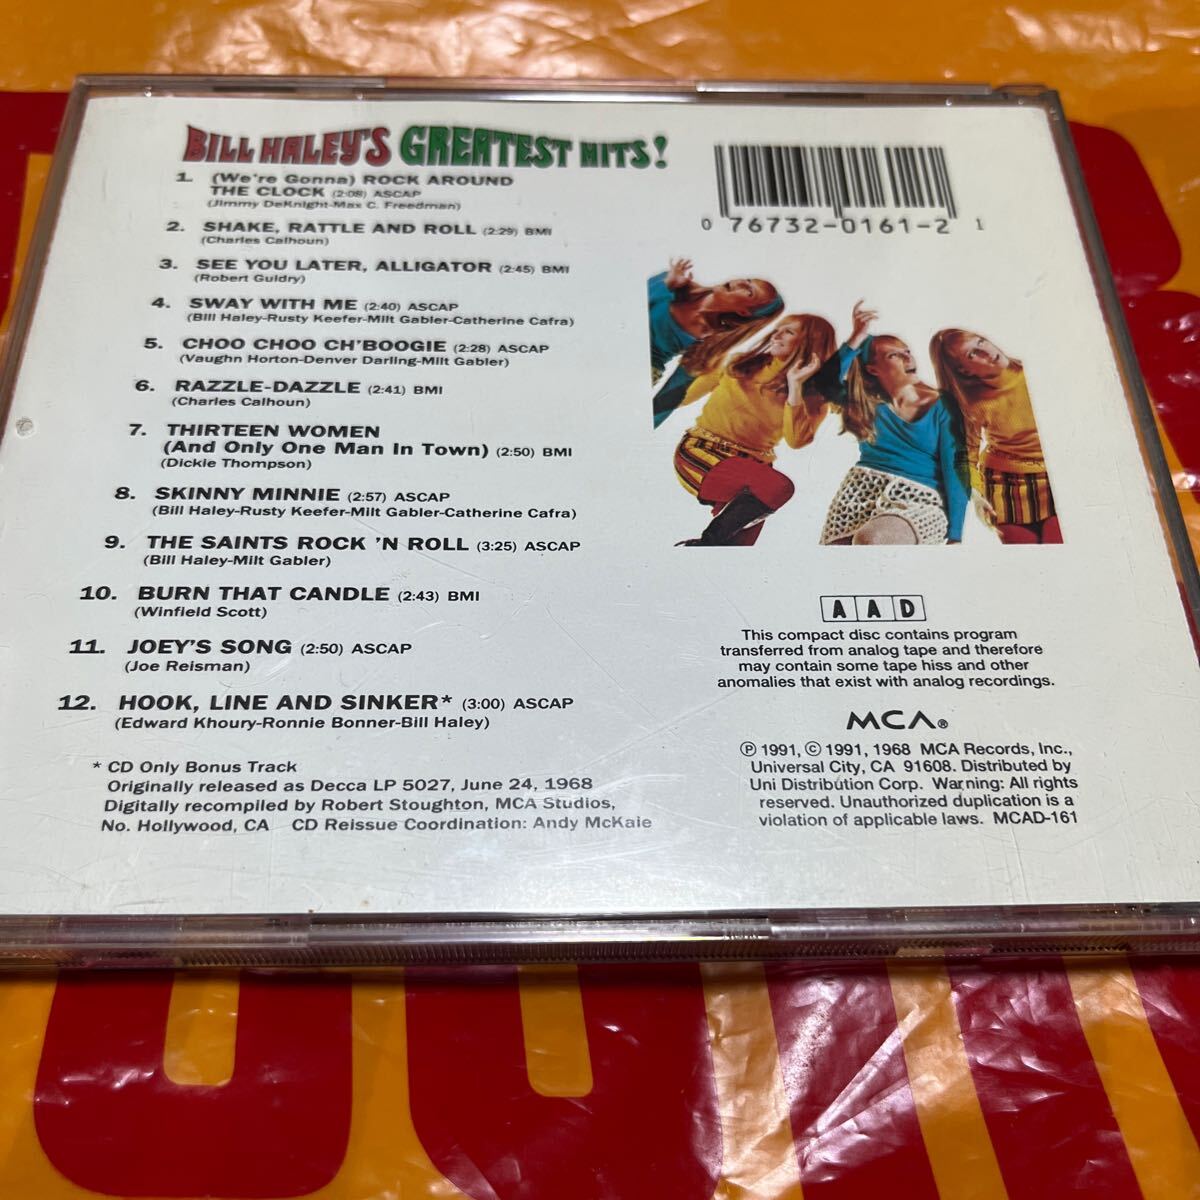 BILL HALEY'S GREATEST HITS!
1. (We're Gonna) ROCK AROUND
THE CLOCK (2:08) ASCAP
(Jimmy DeKnight-Max C. Freedman)
2. SHAKE, RATTLE AND ROLL (2:29) BMI
(Charles Calhoun)
3. SEE YOU LATER, ALLIGATOR (2:45) BMI
(Robert Guidry)
4. SWAY WITH ME (2:40) ASCAP
(Bill Haley-Rusty Keefer-Milt Gabler-Catherine Cafra)
5. CHOO CHOO CH'BOOGIE (2:28) ASCAP
(Vaughn Horton-Denver Darling-Milt Gabler)
6. RAZZLE-DAZZLE (2:41) BMI
(Charles Calhoun)
7. THIRTEEN WOMEN
(And Only One Man In Town) (2:50) BMI
(Dickie Thompson)
8. SKINNY MINNIE (2:57) ASCAP
(Bill Haley-Rusty Keefer-Milt Gabler-Catherine Cafra)
9. THE SAINTS ROCK 'N ROLL (3:25) ASCAP
(Bill Haley-Milt Gabler)
10. BURN THAT CANDLE (2:43) BMI
(Winfield Scott)
11. JOEY'S SONG (2:50) ASCAP
(Joe Reisman)
12. HOOK, LINE AND SINKER* (3:00) ASCAP
(Edward Khoury-Ronnie Bonner-Bill Haley)
* CD Only Bonus Track
Originally released as Decca LP 5027, June 24, 1968
Digitally recompiled by Robert Stoughton, MCA Studios,
No. Hollywood, CA CD Reissue Coordination: Andy McKaie
0 76732-0161-2 1
A A D
This compact disc contains program
transferred from analog tape and therefore
may contain some tape hiss and other
anomalies that exist with analog recordings.
MCA®
℗ 1991, © 1991, 1968 MCA Records, Inc.,
Universal City, CA 91608. Distributed by
Uni Distribution Corp. Warning: All rights
reserved. Unauthorized duplication is a
violation of applicable laws. MCAD-161